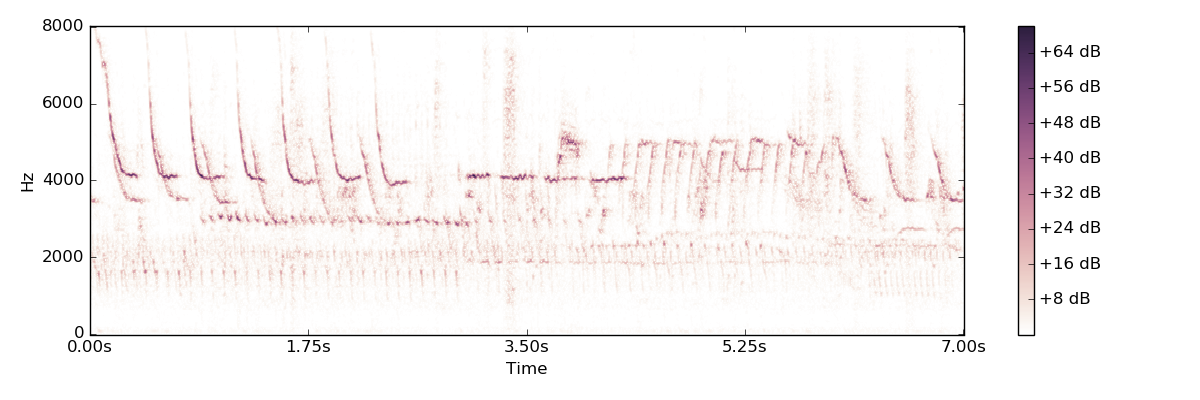 8000
6000
4000
2000
0
Hz
0.00s 1.75s 3.50s 5.25s 7.00s
Time
+64 dB
+56 dB
+48 dB
+40 dB
+32 dB
+24 dB
+16 dB
+8 dB